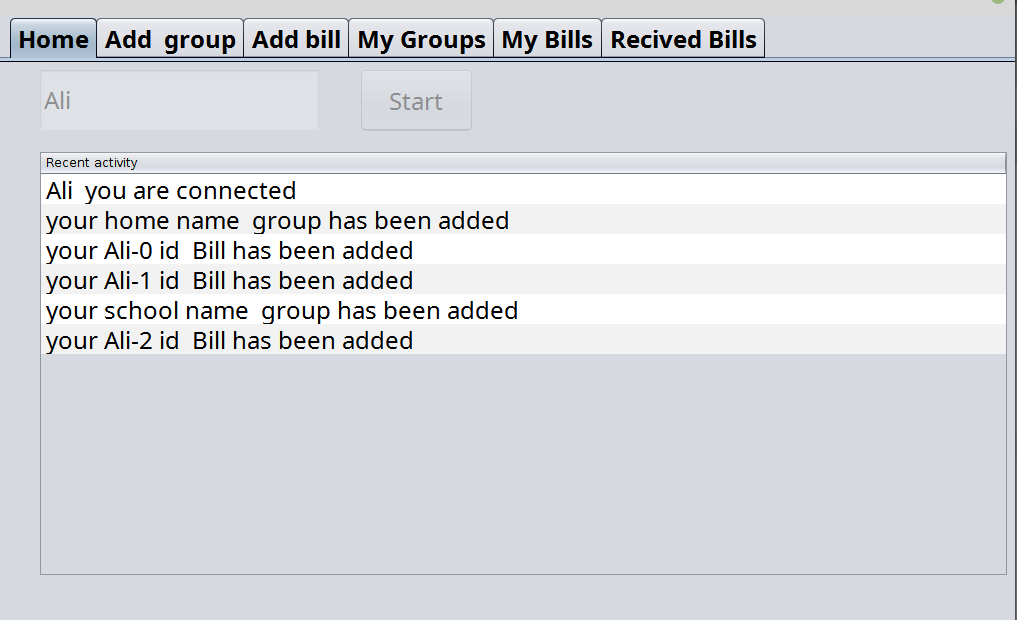 Home Add  group Add bill My Groups My Bills Recived Bills
Ali Start
Recent activity
Ali  you are connected
your home name  group has been added
your Ali-0 id  Bill has been added
your Ali-1 id  Bill has been added
your school name  group has been added
your Ali-2 id  Bill has been added